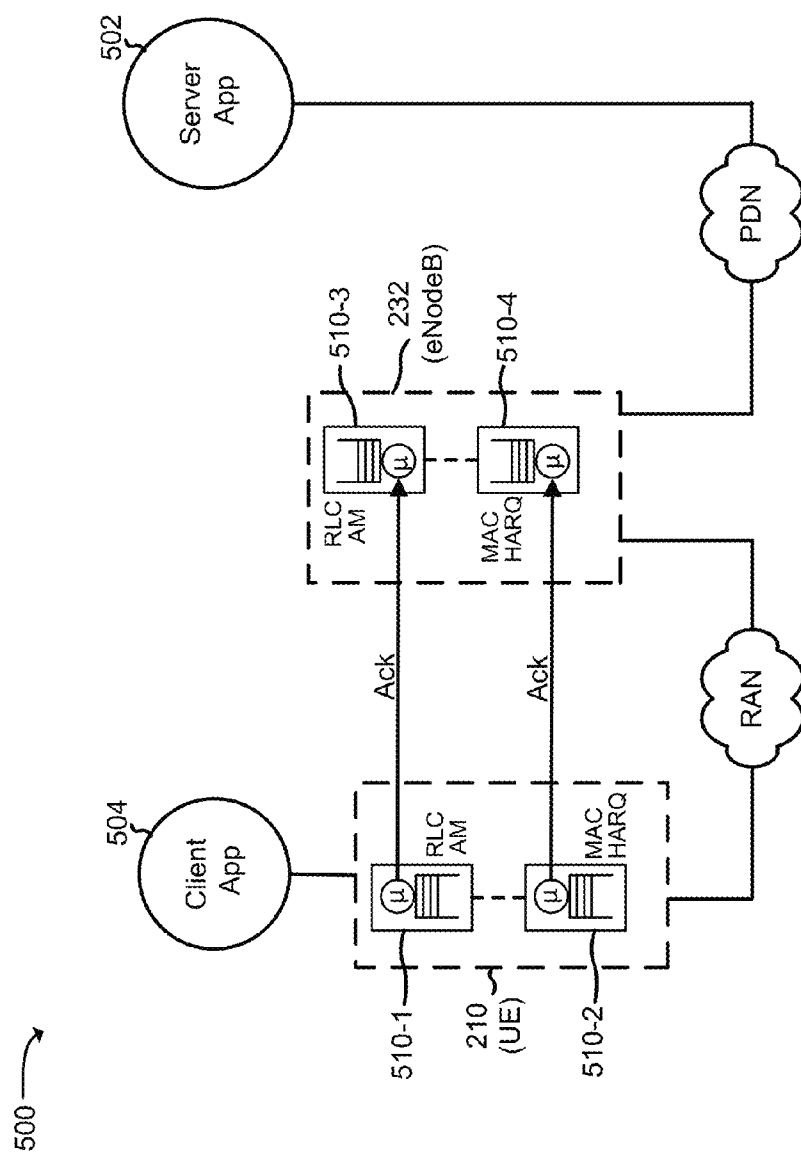 500
504
Client
App
502
Server
App
510-1
RLC
AM
μ
Ack
RLC
AM
μ
510-3
210
(UE)
232
(eNodeB)
510-2
MAC
HARQ
μ
Ack
MAC
HARQ
μ
510-4
RAN
PDN